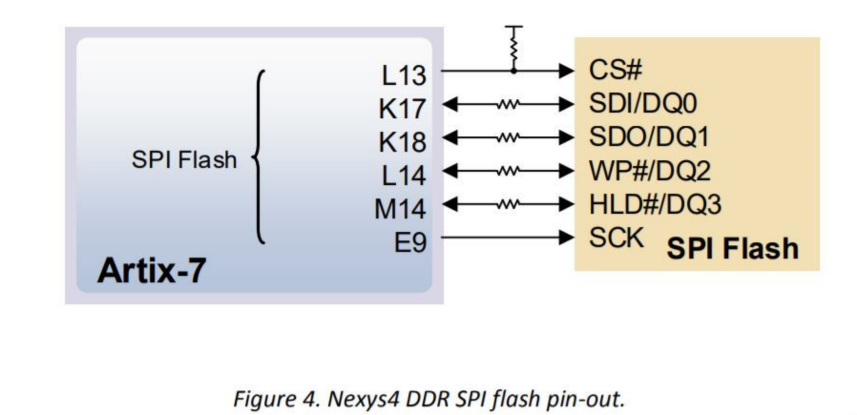 L13 CS#
K17 SDI/DQ0
K18 SDO/DQ1
SPI Flash
L14 WP#/DQ2
M14 HLD#/DQ3
E9 SCK
SPI Flash
Artix-7
Figure 4. Nexys4 DDR SPI flash pin-out.